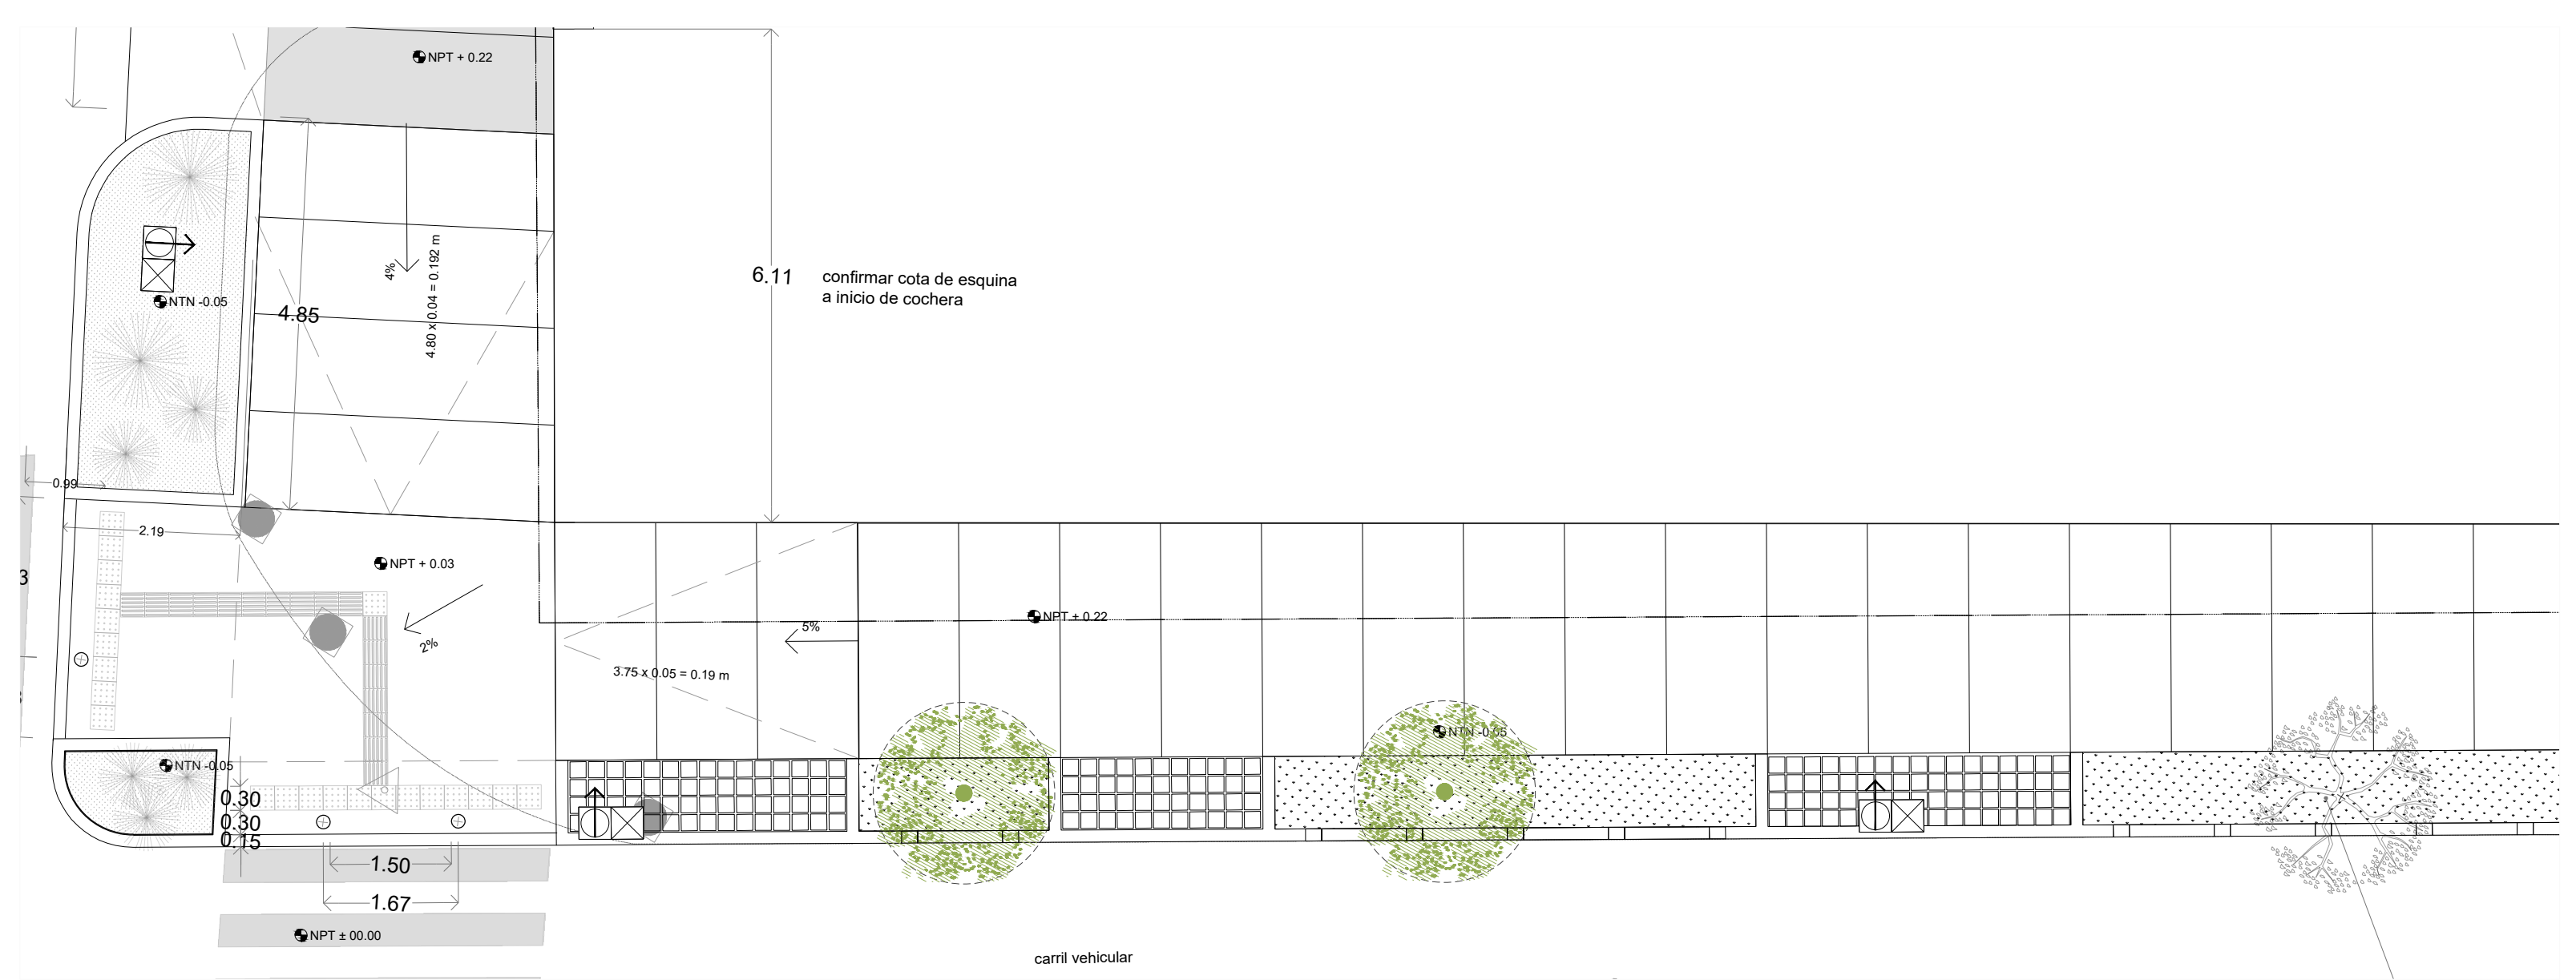 NPT + 0.22
4%
4.80 x 0.04 = 0.192 m
6.11
confirmar cota de esquina
a inicio de cochera
NTN -0.05
4.85
0.99
2.19
NPT + 0.03
3
2%
NPT + 0.22
5%
3.75 x 0.05 = 0.19 m
NTN -0.05
NTN -0.05
0.30
0.30
0.15
1.50
1.67
NPT ± 00.00
carril vehicular